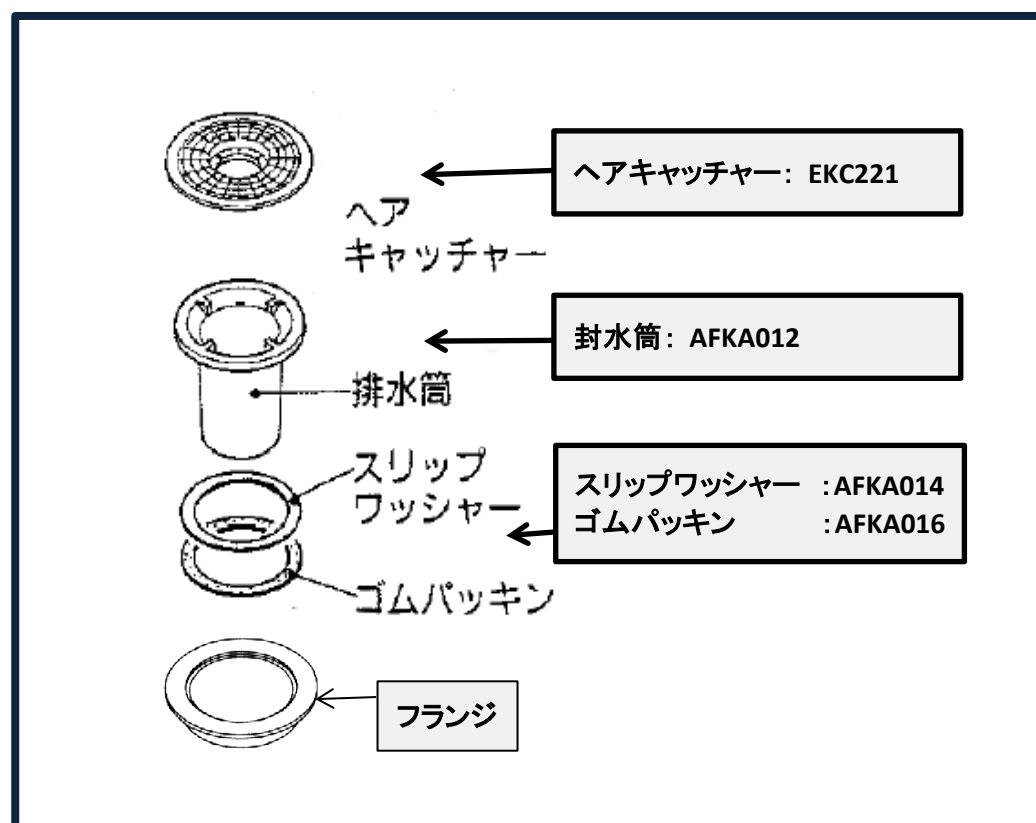 ヘアキャッチャー： EKC221
ヘア
キャッチャー
封水筒： AFKA012
排水筒
スリップ
ワッシャー
スリップワッシャー ：AFKA014
ゴムパッキン ：AFKA016
ゴムパッキン
フランジ